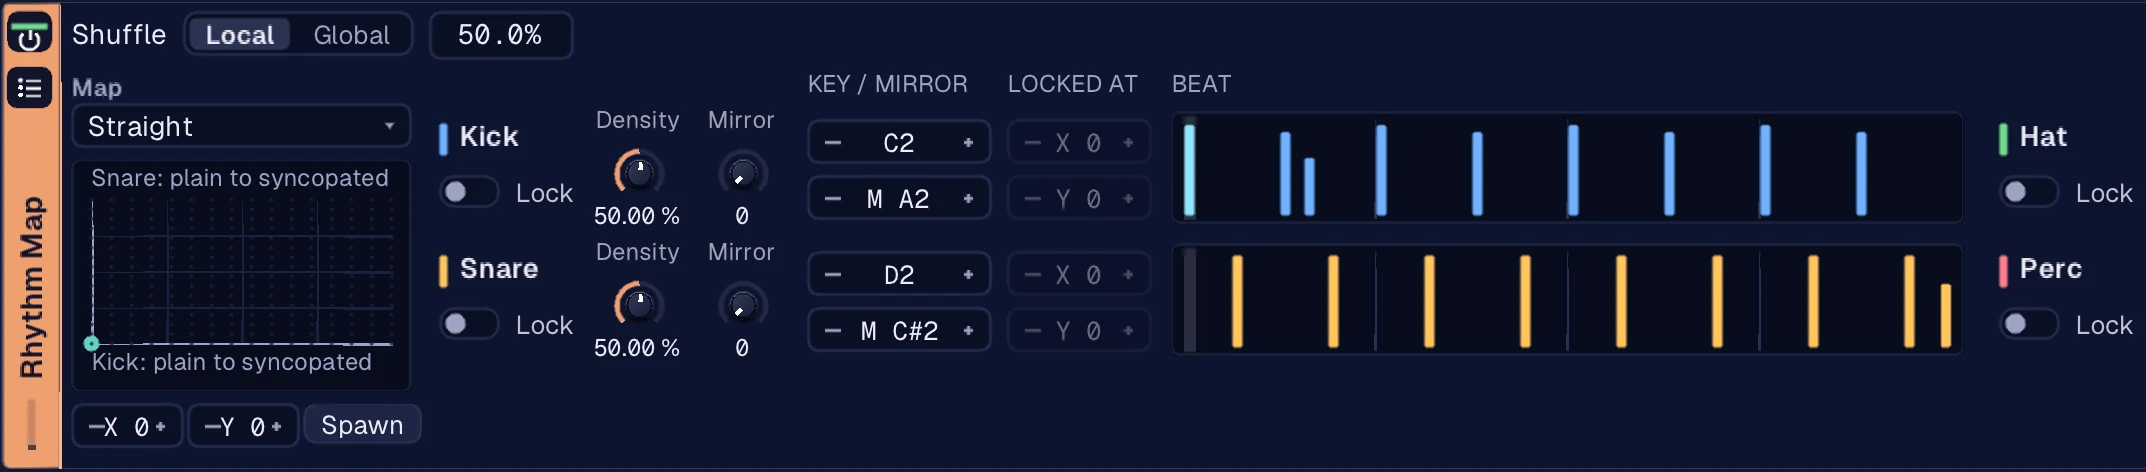 Shuffle Local Global 50.0%
Map
Straight
Snare: plain to syncopated
Kick: plain to syncopated
X 0 + Y 0 + Spawn
Rhythm Map
KEY / MIRROR LOCKED AT BEAT
Kick
Lock
Density
50.00 %
Mirror
0
− C2 +
− M A2 +
− X 0 +
− Y 0 +
Hat
Lock
Snare
Lock
Density
50.00 %
Mirror
0
− D2 +
− M C#2 +
− X 0 +
− Y 0 +
Perc
Lock